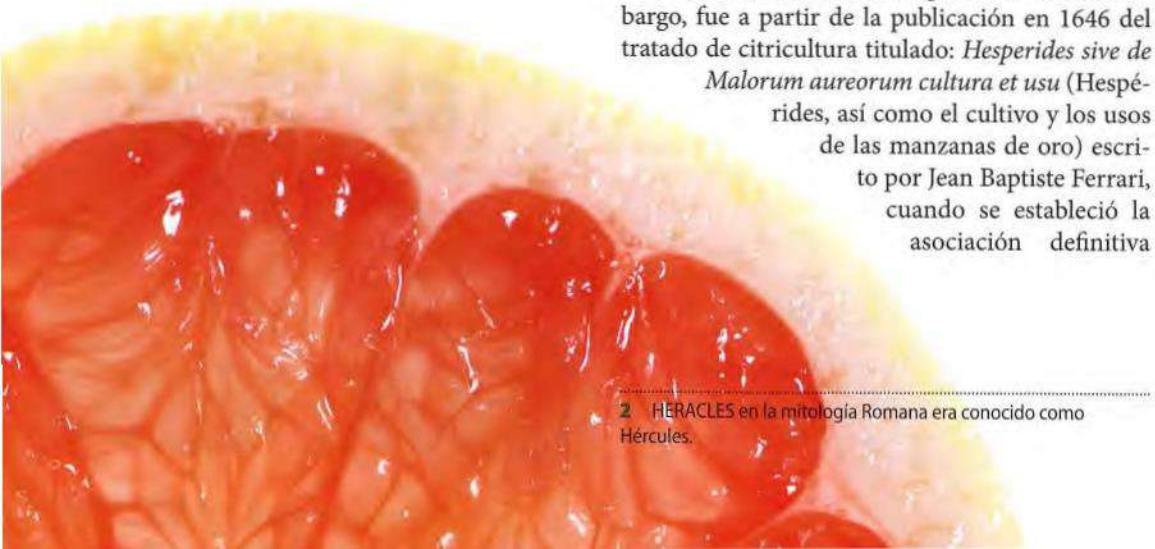 bargo, fue a partir de la publicación en 1646 del
tratado de citricultura titulado: Hesperides sive de
Malorum aureorum cultura et usu (Hespé-
rides, así como el cultivo y los usos
de las manzanas de oro) escri-
to por Jean Baptiste Ferrari,
cuando se estableció la
asociación definitiva
2 HERACLES en la mitología Romana era conocido como
Hércules.